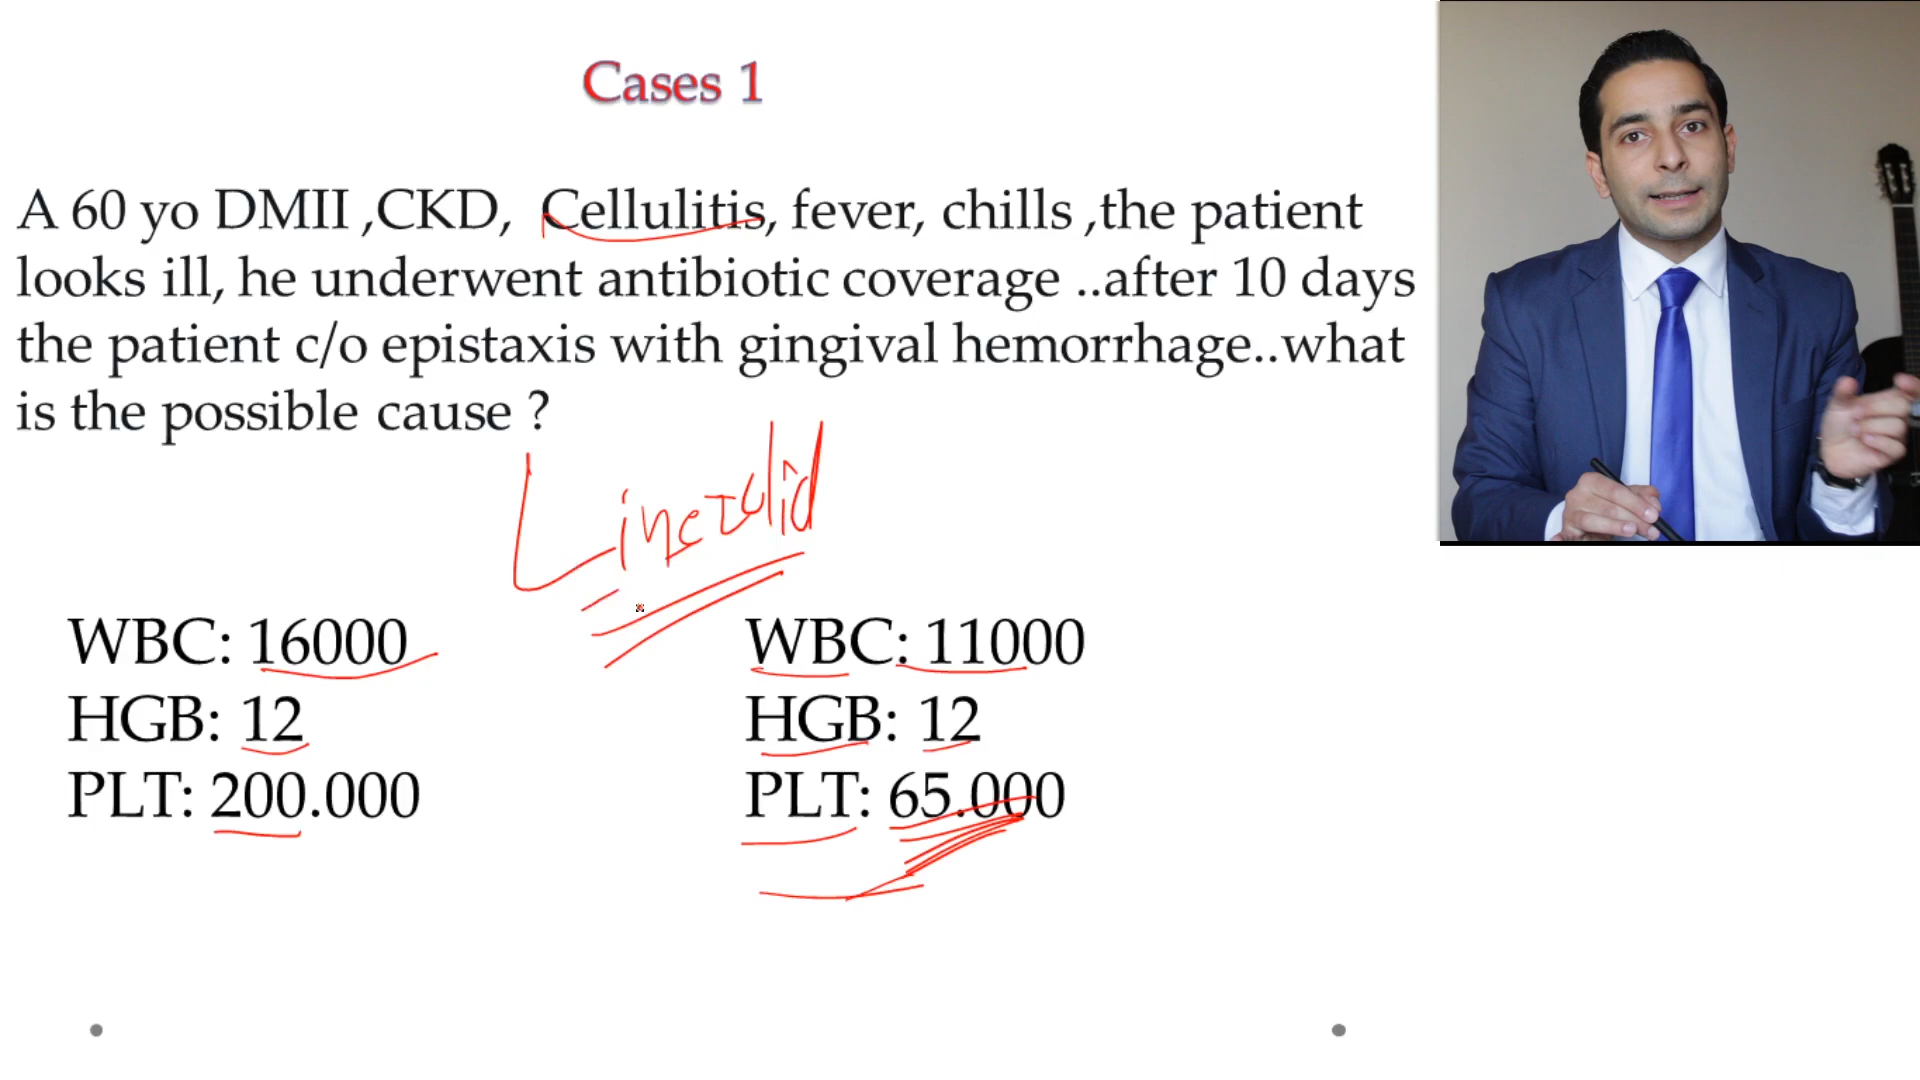 Cases 1
A 60 yo DMII ,CKD, Cellulitis, fever, chills ,the patient
looks ill, he underwent antibiotic coverage ..after 10 days
the patient c/o epistaxis with gingival hemorrhage..what
is the possible cause ?
Linezolid
WBC: 16000
HGB: 12
PLT: 200.000
WBC: 11000
HGB: 12
PLT: 65.000